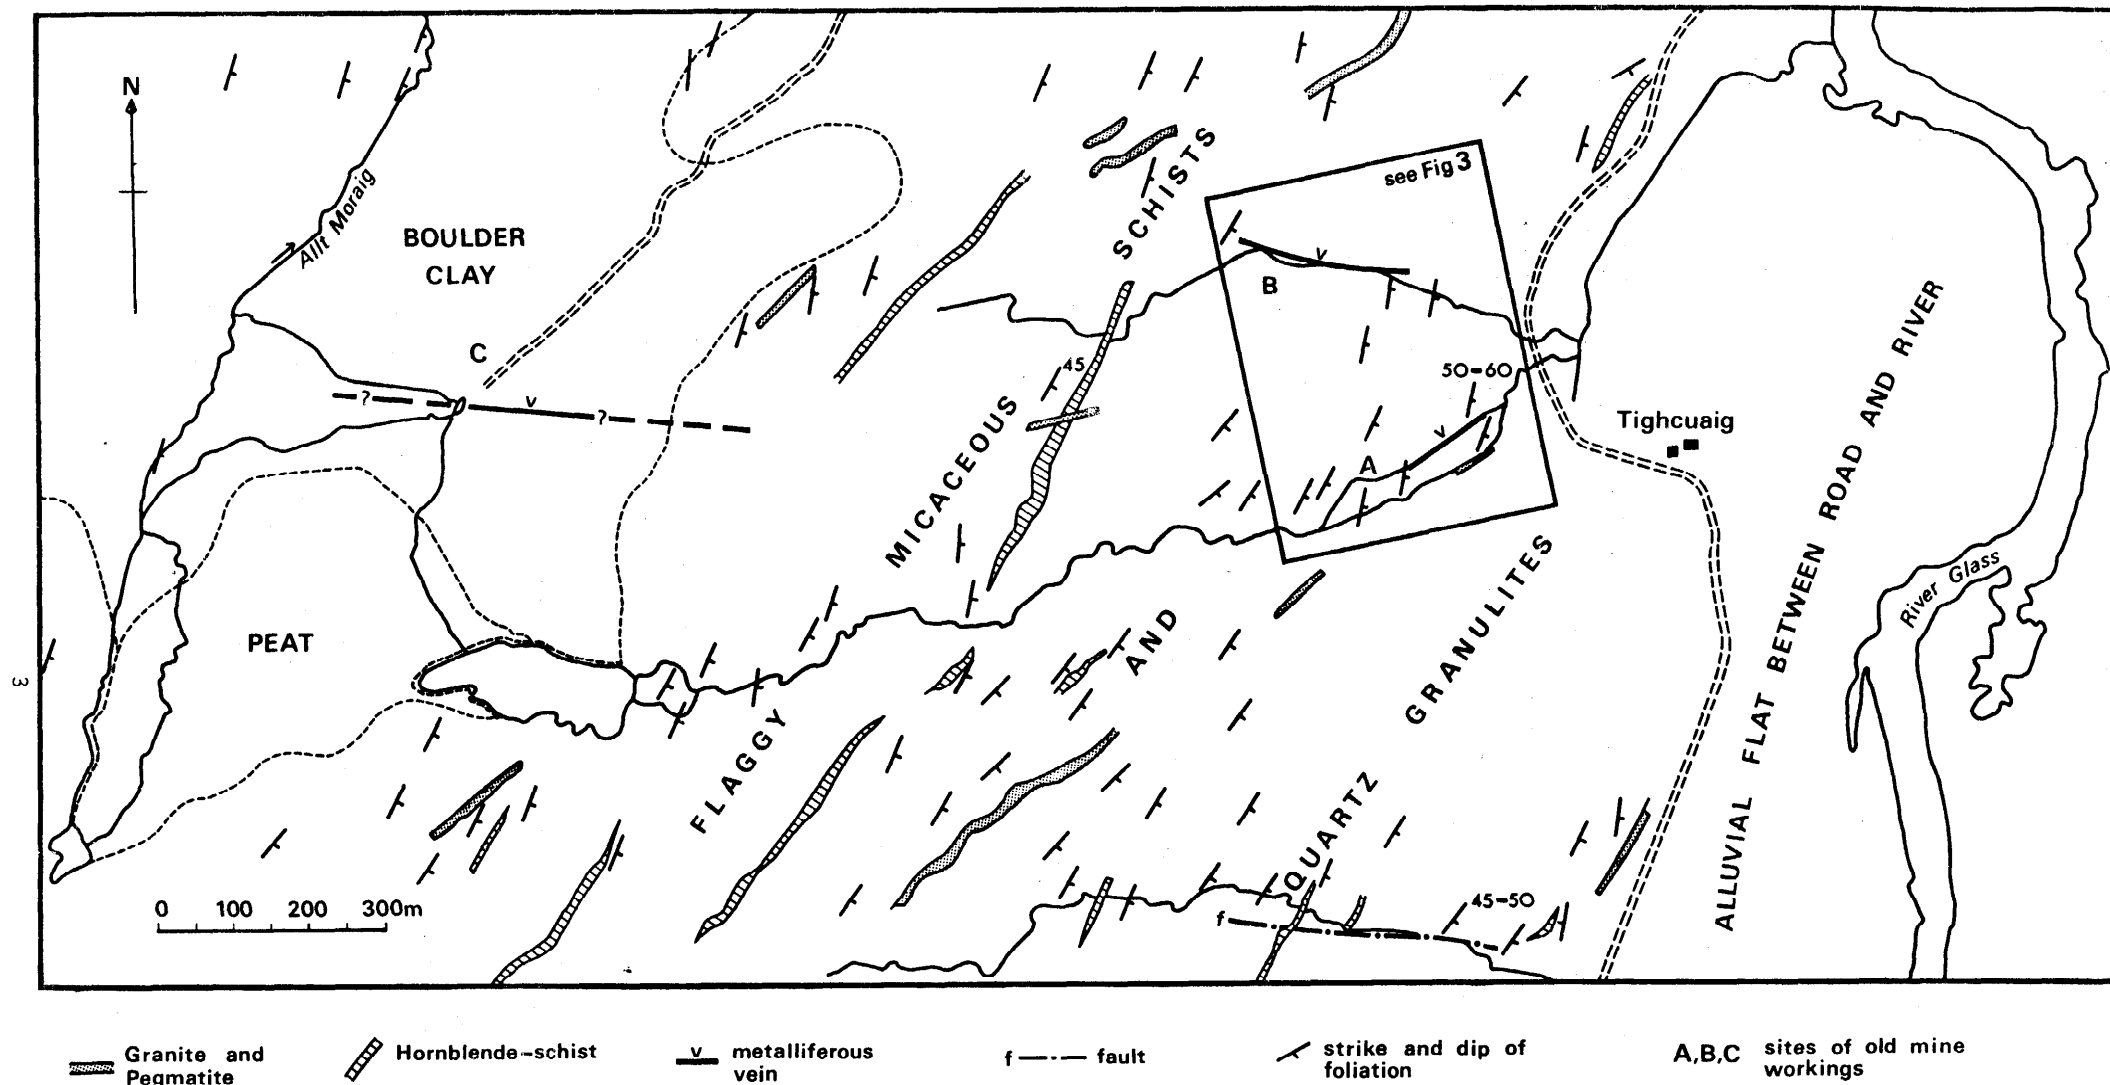 N
see Fig 3
SCHISTS
Allt Moraig
BOULDER
CLAY
v
B
C
45
50-60
? v ?
MICACEOUS
v
A
Tighcuaig
ALLUVIAL FLAT BETWEEN ROAD AND RIVER
River Glass
PEAT
AND
GRANULITES
3
FLAGGY
QUARTZ
0 100 200 300m
f
45-50
Granite and
Pegmatite
Hornblende-schist
v
metalliferous
vein
f
fault
strike and dip of
foliation
A,B,C sites of old mine
workings